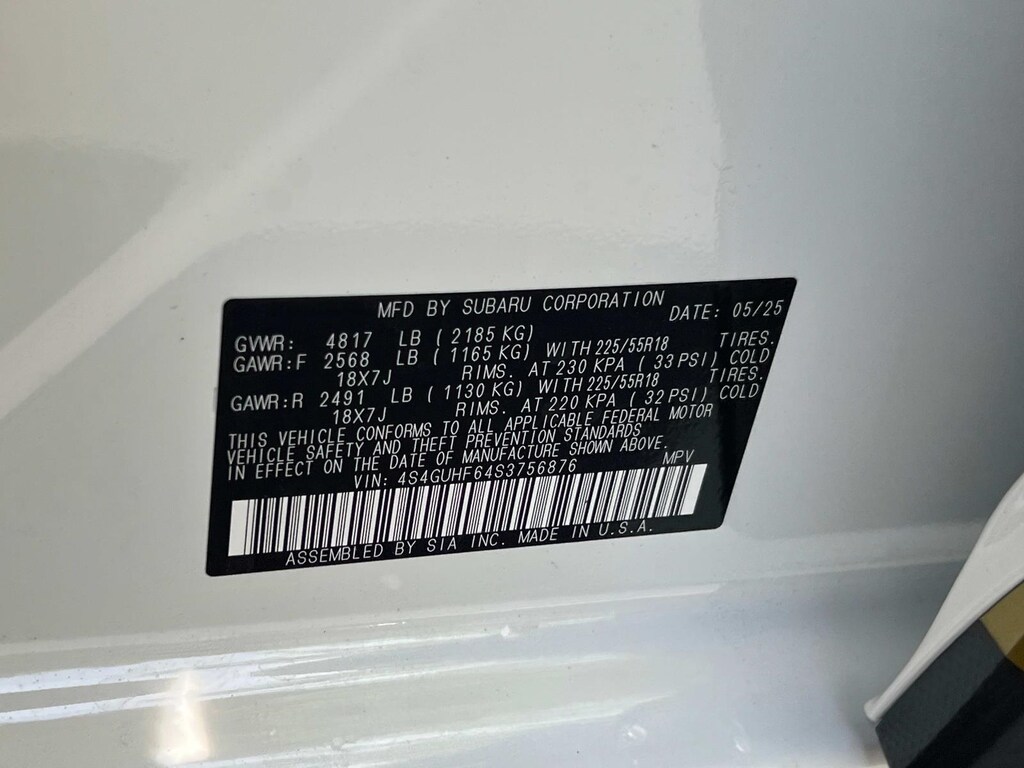 MFD BY SUBARU CORPORATION DATE: 05/25
GVWR: 4817 LB ( 2185 KG)
GAWR:F 2568 LB ( 1165 KG) WITH 225/55R18 TIRES.
18X7J RIMS. AT 230 KPA ( 33 PSI) COLD
GAWR:R 2491 LB ( 1130 KG) WITH 225/55R18 TIRES.
18X7J RIMS. AT 220 KPA ( 32 PSI) COLD
THIS VEHICLE CONFORMS TO ALL APPLICABLE FEDERAL MOTOR
VEHICLE SAFETY AND THEFT PREVENTION STANDARDS
IN EFFECT ON THE DATE OF MANUFACTURE SHOWN ABOVE.
VIN: 4S4GUHF64S3756876 MPV
ASSEMBLED BY SIA INC. MADE IN U.S.A.